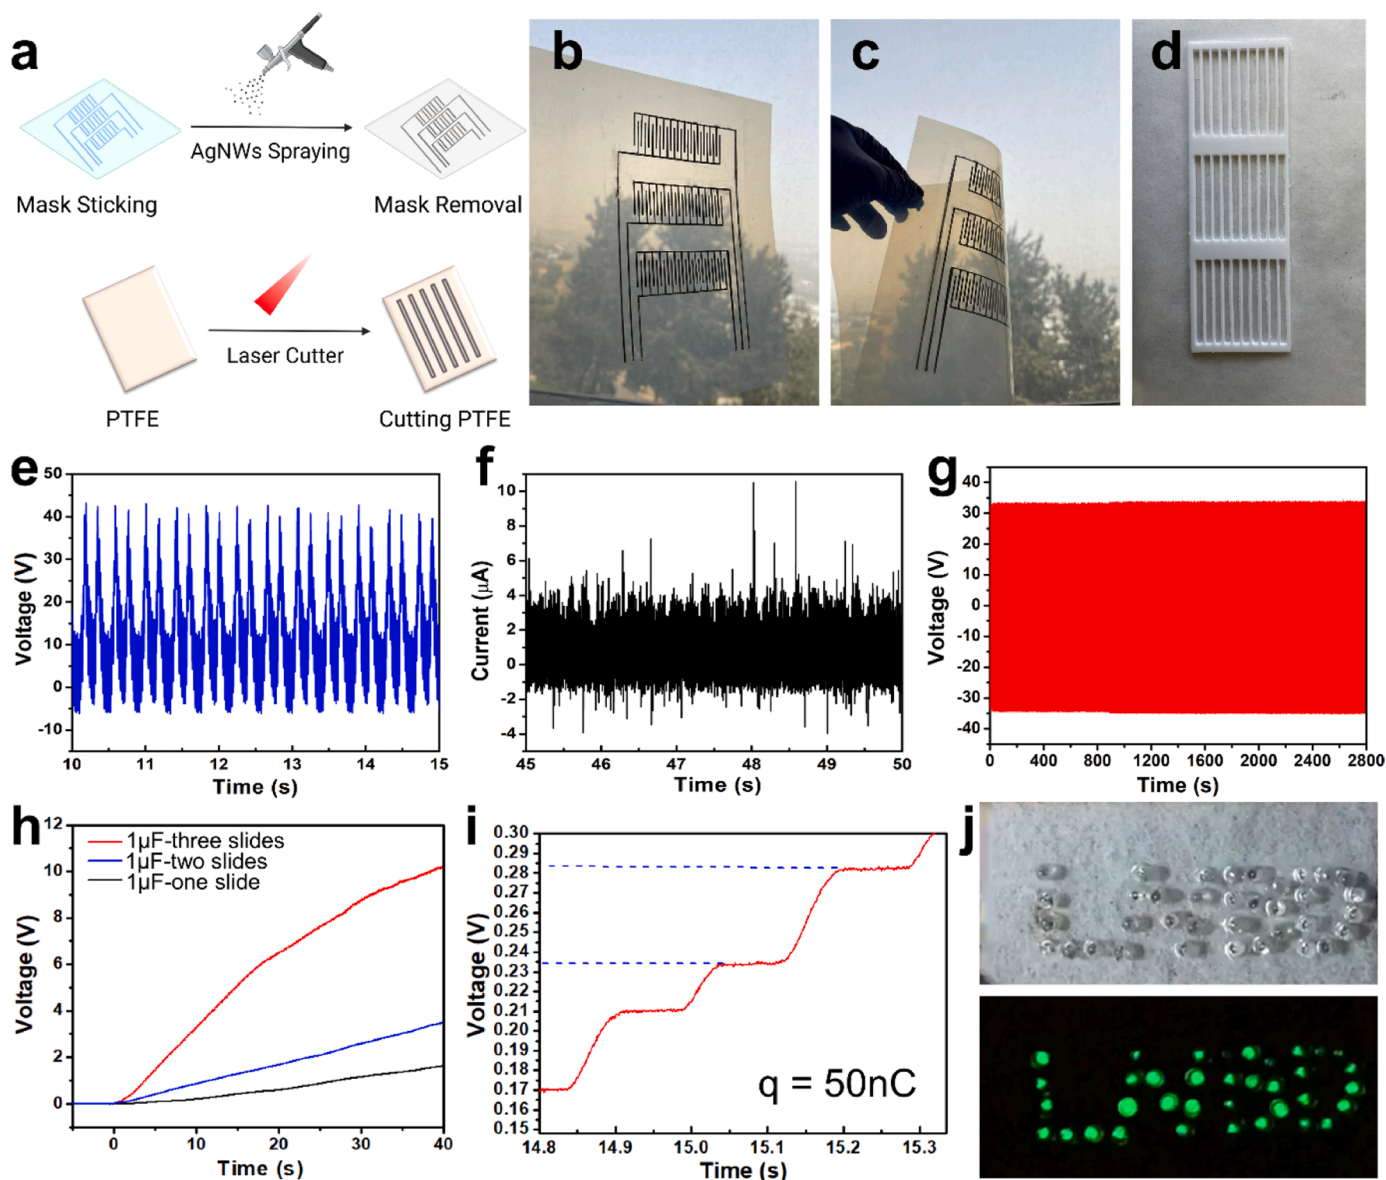 a
AgNWs Spraying
Mask Sticking
Mask Removal
Laser Cutter
PTFE
Cutting PTFE
b
c
d
e
Voltage (V)
50
40
30
20
10
0
-10
10 11 12 13 14 15
Time (s)
f
Current (μA)
10
8
6
4
2
0
-2
-4
45 46 47 48 49 50
Time (s)
g
Voltage (V)
40
30
20
10
0
-10
-20
-30
-40
0 400 800 1200 1600 2000 2400 2800
Time (s)
h
Voltage (V)
12
10
8
6
4
2
0
1μF-three slides
1μF-two slides
1μF-one slide
0 10 20 30 40
Time (s)
i
Voltage (V)
0.30
0.29
0.28
0.26
0.25
0.24
0.23
0.21
0.20
0.19
0.17
0.16
0.15
q = 50nC
14.8 14.9 15.0 15.1 15.2 15.3
Time (s)
j